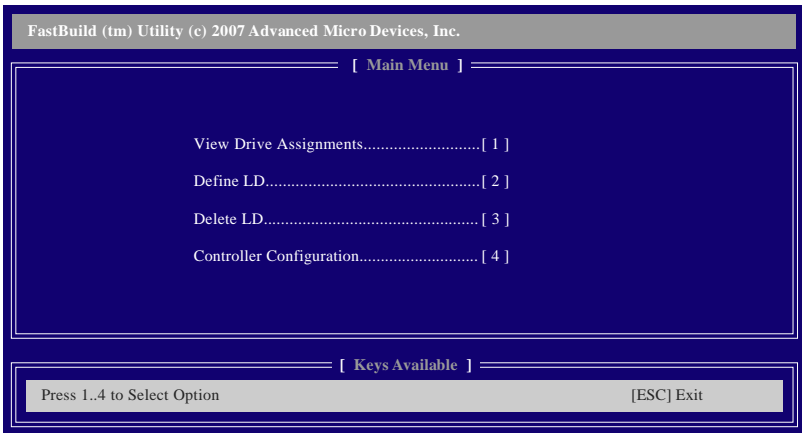 FastBuild (tm) Utility (c) 2007 Advanced Micro Devices, Inc.
[ Main Menu ]
View Drive Assignments...........................[ 1 ]
Define LD..................................................[ 2 ]
Delete LD.................................................. [ 3 ]
Controller Configuration............................ [ 4 ]
[ Keys Available ]
Press 1..4 to Select Option [ESC] Exit